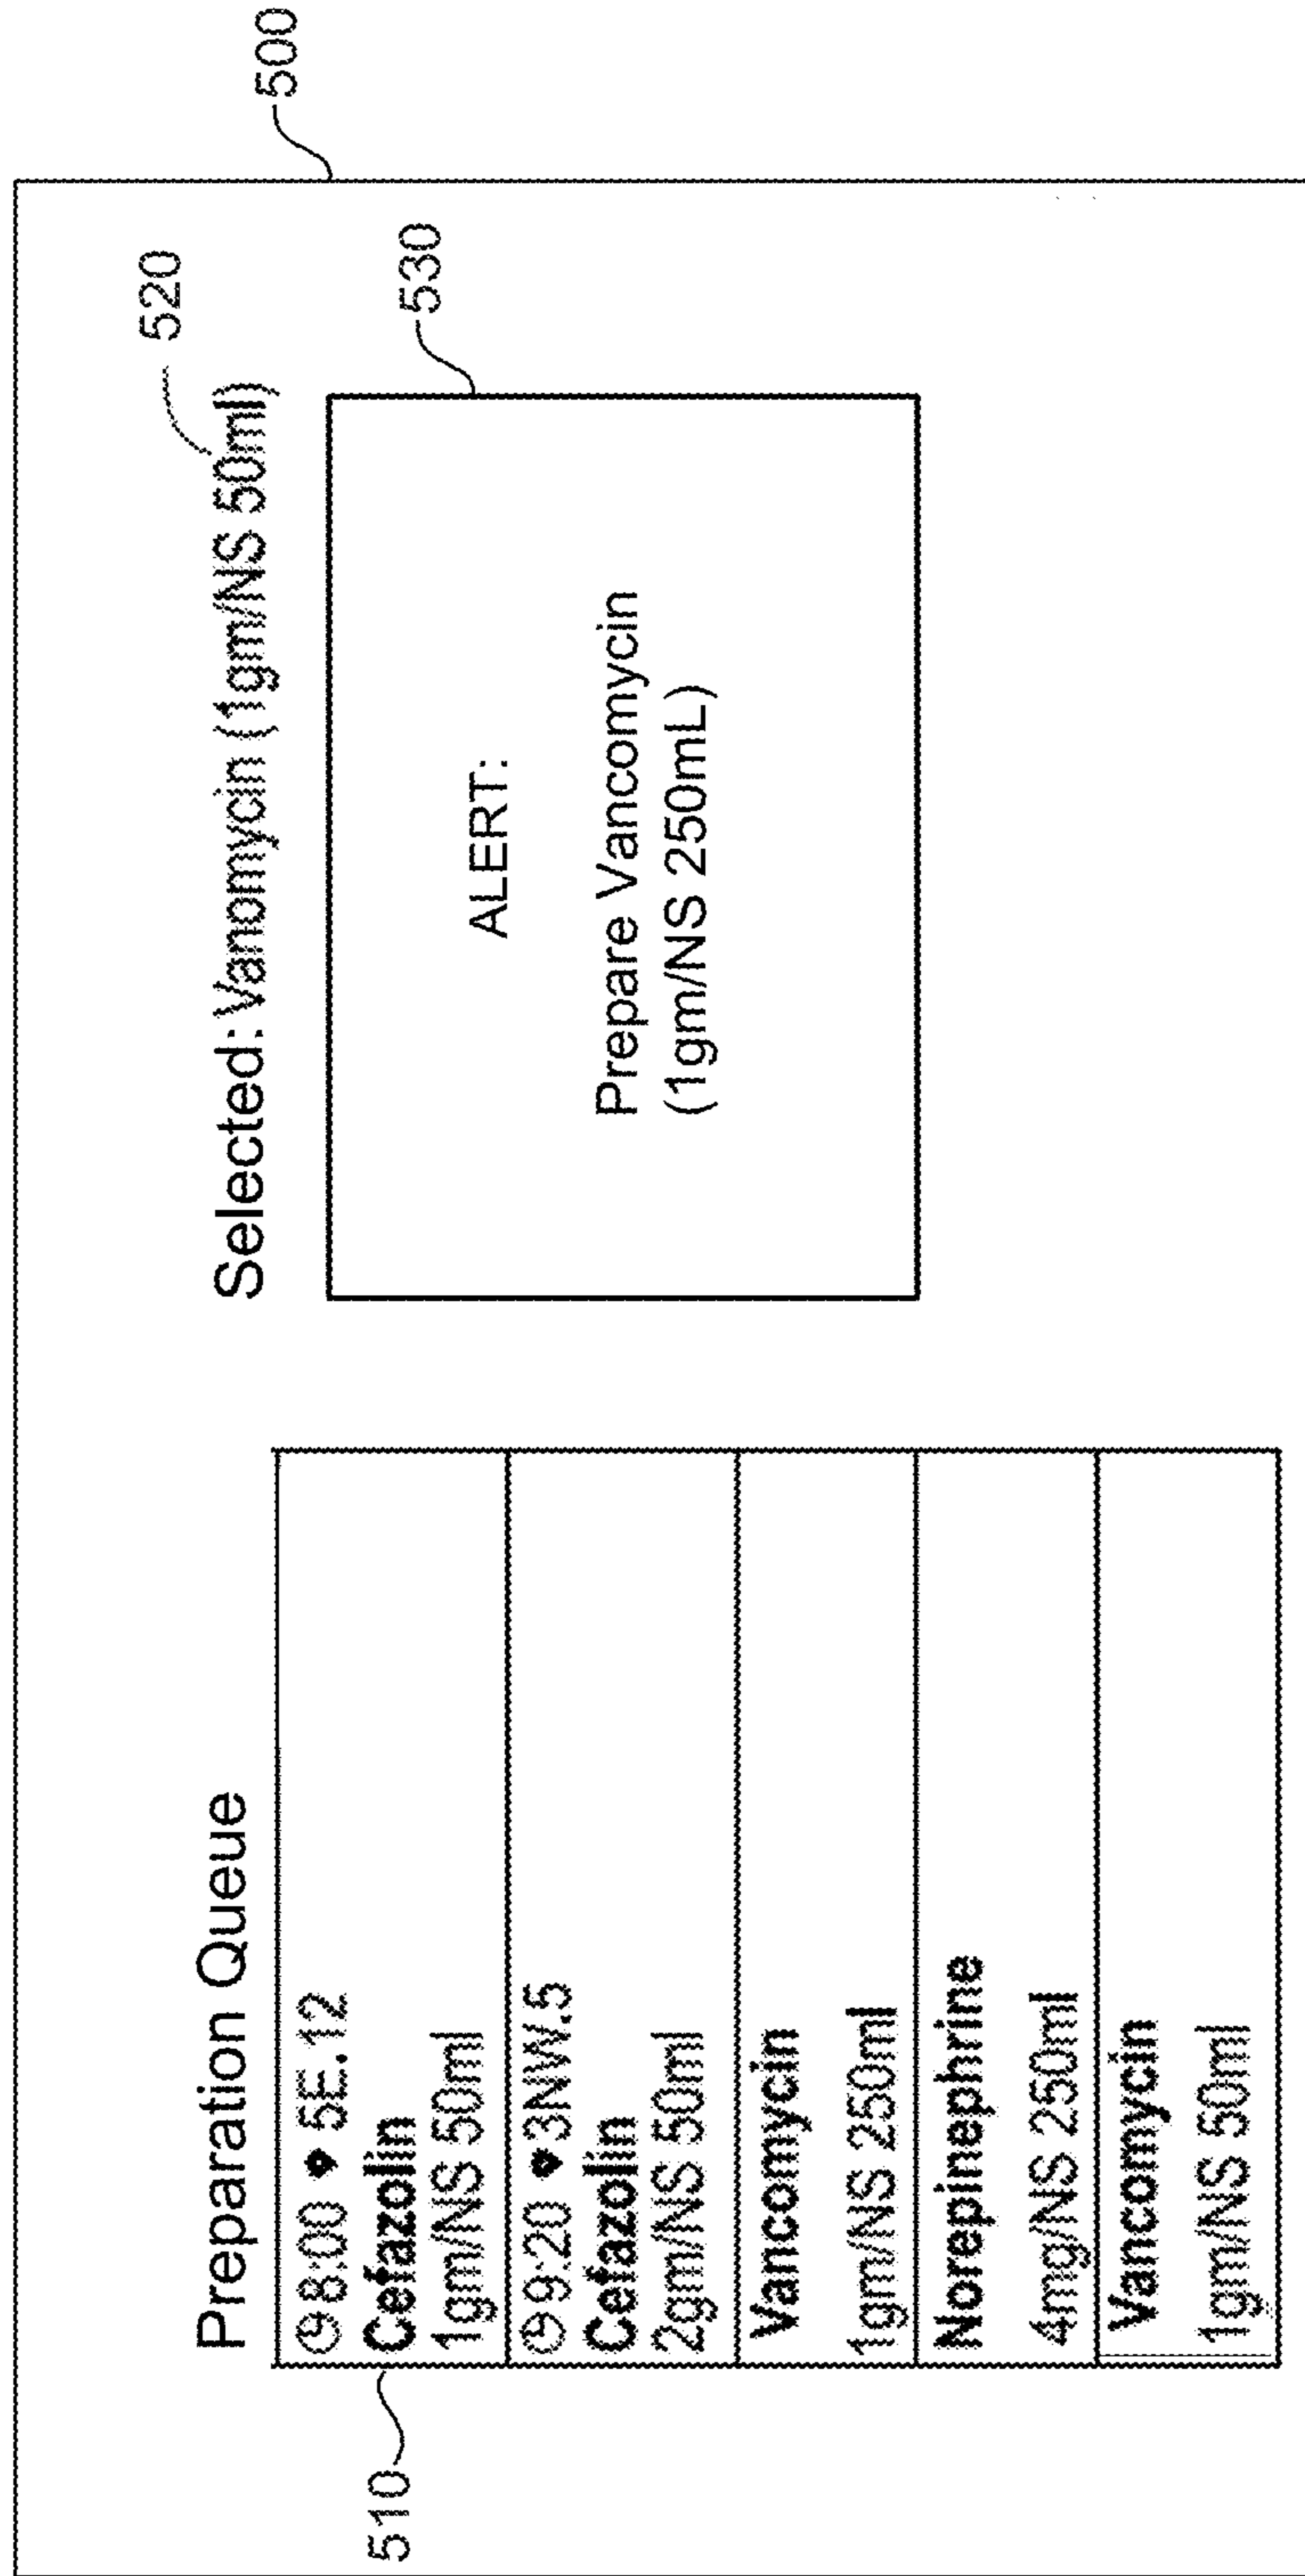 500
Preparation Queue
510
8:00 5E.12
Cefazolin
1gm/NS 50ml
9:20 3NW.5
Cefazolin
2gm/NS 50ml
Vancomycin
1gm/NS 250ml
Norepinephrine
4mg/NS 250ml
Vancomycin
1gm/NS 50ml
520
Selected: Vanomycin (1gm/NS 50ml)
530
ALERT:
Prepare Vancomycin
(1gm/NS 250mL)